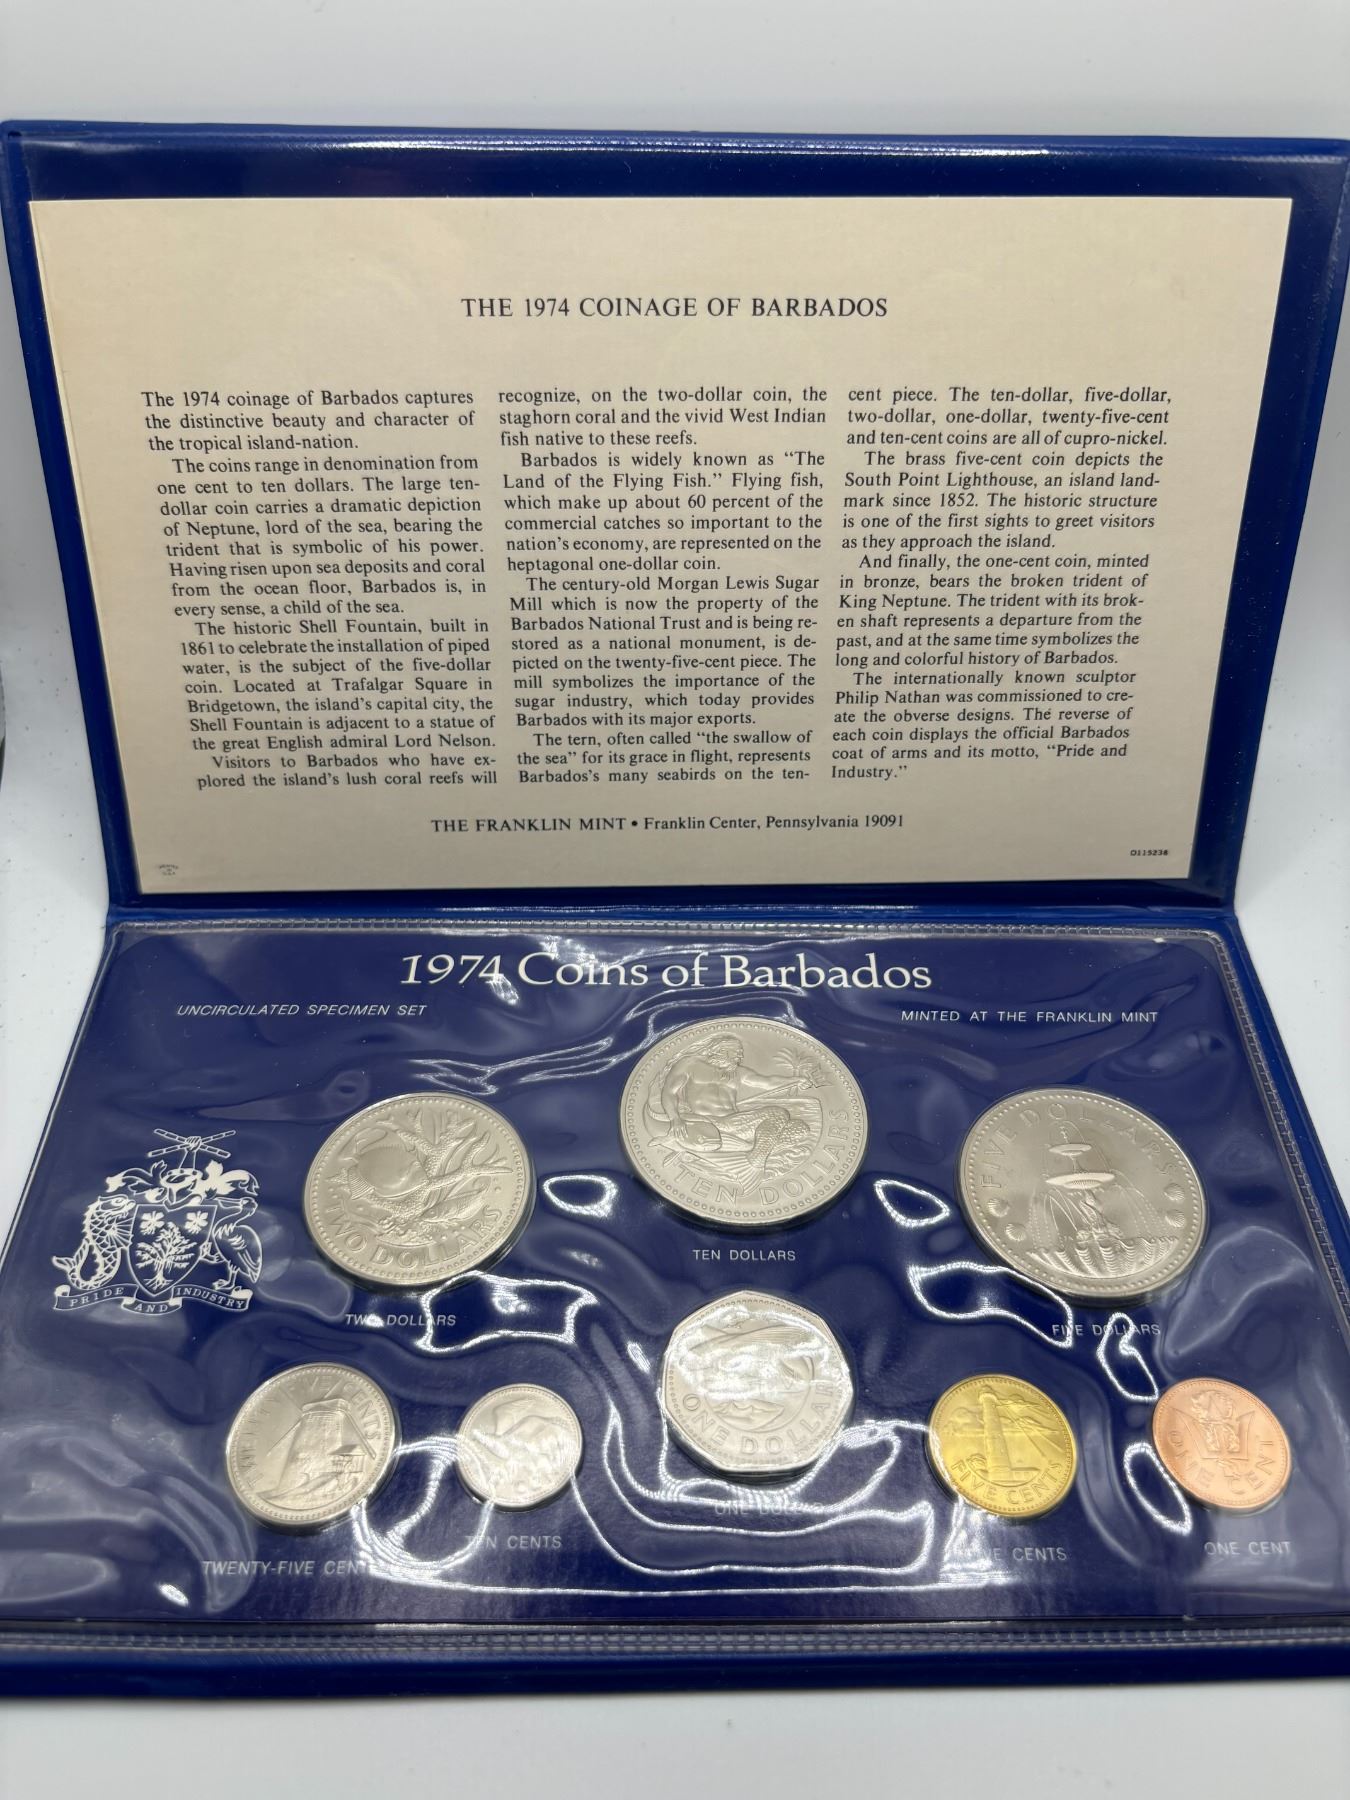 THE 1974 COINAGE OF BARBADOS
The 1974 coinage of Barbados captures
the distinctive beauty and character of
the tropical island-nation.
The coins range in denomination from
one cent to ten dollars. The large ten-
dollar coin carries a dramatic depiction
of Neptune, lord of the sea, bearing the
trident that is symbolic of his power.
Having risen upon sea deposits and coral
from the ocean floor, Barbados is, in
every sense, a child of the sea.
The historic Shell Fountain, built in
1861 to celebrate the installation of piped
water, is the subject of the five-dollar
coin. Located at Trafalgar Square in
Bridgetown, the island's capital city, the
Shell Fountain is adjacent to a statue of
the great English admiral Lord Nelson.
Visitors to Barbados who have ex-
plored the island's lush coral reefs will
recognize, on the two-dollar coin, the
staghorn coral and the vivid West Indian
fish native to these reefs.
Barbados is widely known as "The
Land of the Flying Fish." Flying fish,
which make up about 60 percent of the
commercial catches so important to the
nation's economy, are represented on the
heptagonal one-dollar coin.
The century-old Morgan Lewis Sugar
Mill which is now the property of the
Barbados National Trust and is being re-
stored as a national monument, is de-
picted on the twenty-five-cent piece. The
mill symbolizes the importance of the
sugar industry, which today provides
Barbados with its major exports.
The tern, often called "the swallow of
the sea" for its grace in flight, represents
Barbados's many seabirds on the ten-
cent piece. The ten-dollar, five-dollar,
two-dollar, one-dollar, twenty-five-cent
and ten-cent coins are all of cupro-nickel.
The brass five-cent coin depicts the
South Point Lighthouse, an island land-
mark since 1852. The historic structure
is one of the first sights to greet visitors
as they approach the island.
And finally, the one-cent coin, minted
in bronze, bears the broken trident of
King Neptune. The trident with its brok-
en shaft represents a departure from the
past, and at the same time symbolizes the
long and colorful history of Barbados.
The internationally known sculptor
Philip Nathan was commissioned to cre-
ate the obverse designs. The reverse of
each coin displays the official Barbados
coat of arms and its motto, "Pride and
Industry."
THE FRANKLIN MINT • Franklin Center, Pennsylvania 19091
0115236
1974 Coins of Barbados
UNCIRCULATED SPECIMEN SET
MINTED AT THE FRANKLIN MINT
TEN DOLLARS
TEN DOLLARS
TWO DOLLARS
TWO DOLLARS
FIVE DOLLARS
FIVE DOLLARS
PRIDE AND INDUSTRY
TWENTY FIVE CENTS
TWENTY-FIVE CENT
TEN CENTS
ONE DOLLAR
ONE DOLLAR
FIVE CENTS
FIVE CENTS
ONE CENT
ONE CENT